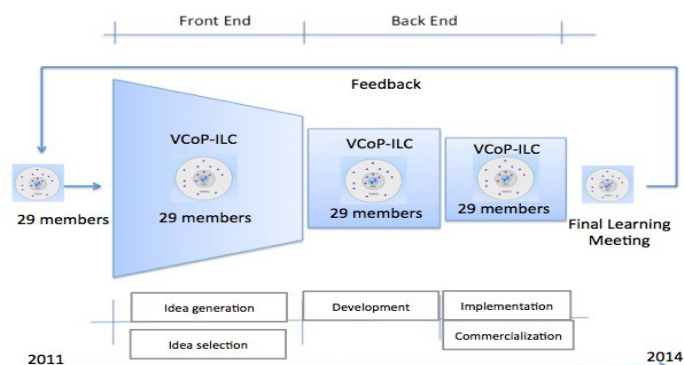 Front End
Back End
Feedback
VCoP-ILC
29 members
VCoP-ILC
29 members
VCoP-ILC
29 members
29 members
Final Learning
Meeting
Idea generation
Idea selection
Development
Implementation
Commercialization
2011
2014